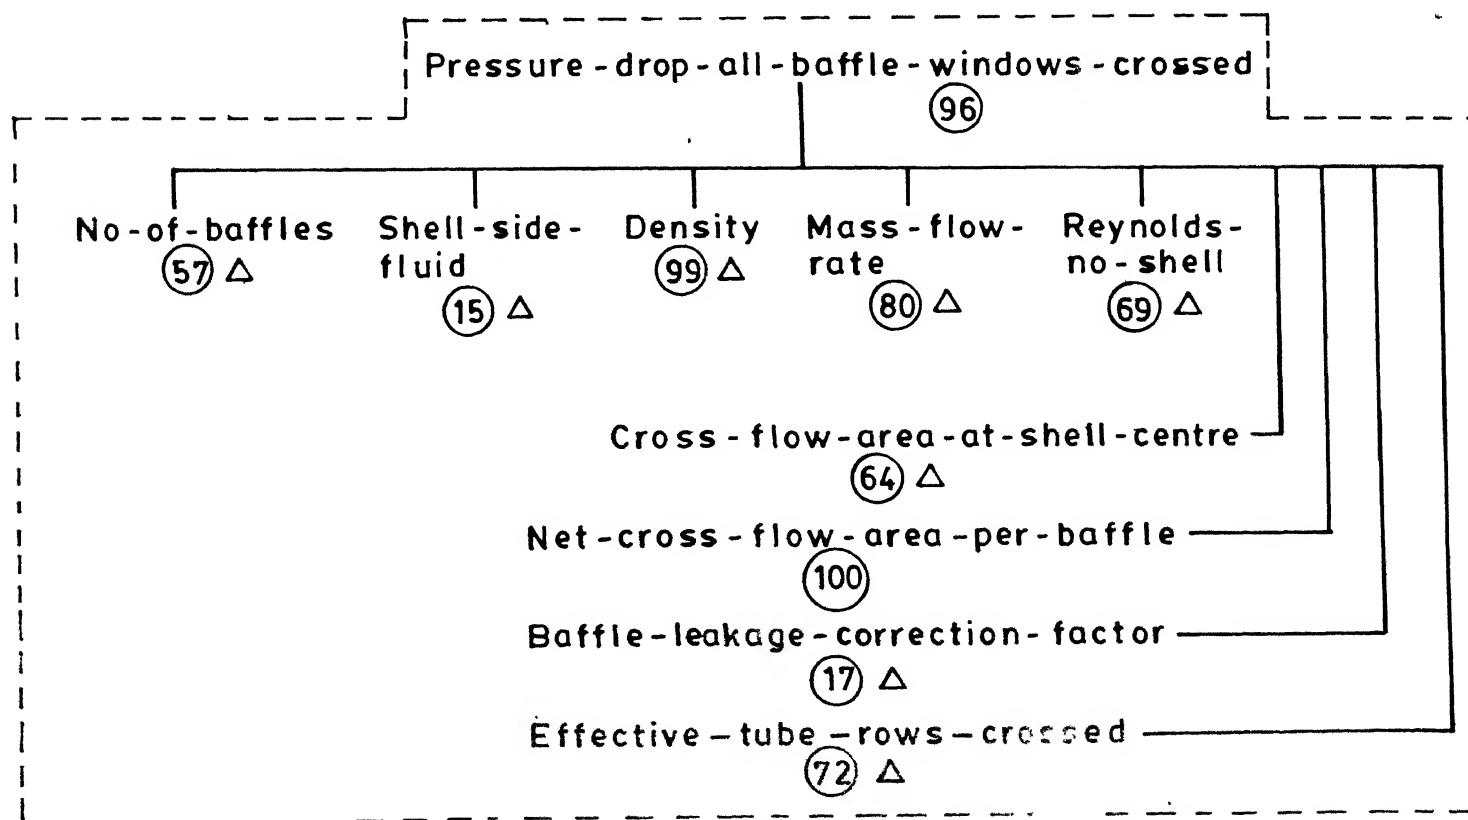 Pressure-drop-all-baffle-windows-crossed
96
No-of-baffles
57 Δ
Shell-side-
fluid
15 Δ
Density
99 Δ
Mass-flow-
rate
80 Δ
Reynolds-
no-shell
69 Δ
Cross-flow-area-at-shell-centre
64 Δ
Net-cross-flow-area-per-baffle
100
Baffle-leakage-correction-factor
17 Δ
Effective-tube-rows-crossed
72 Δ